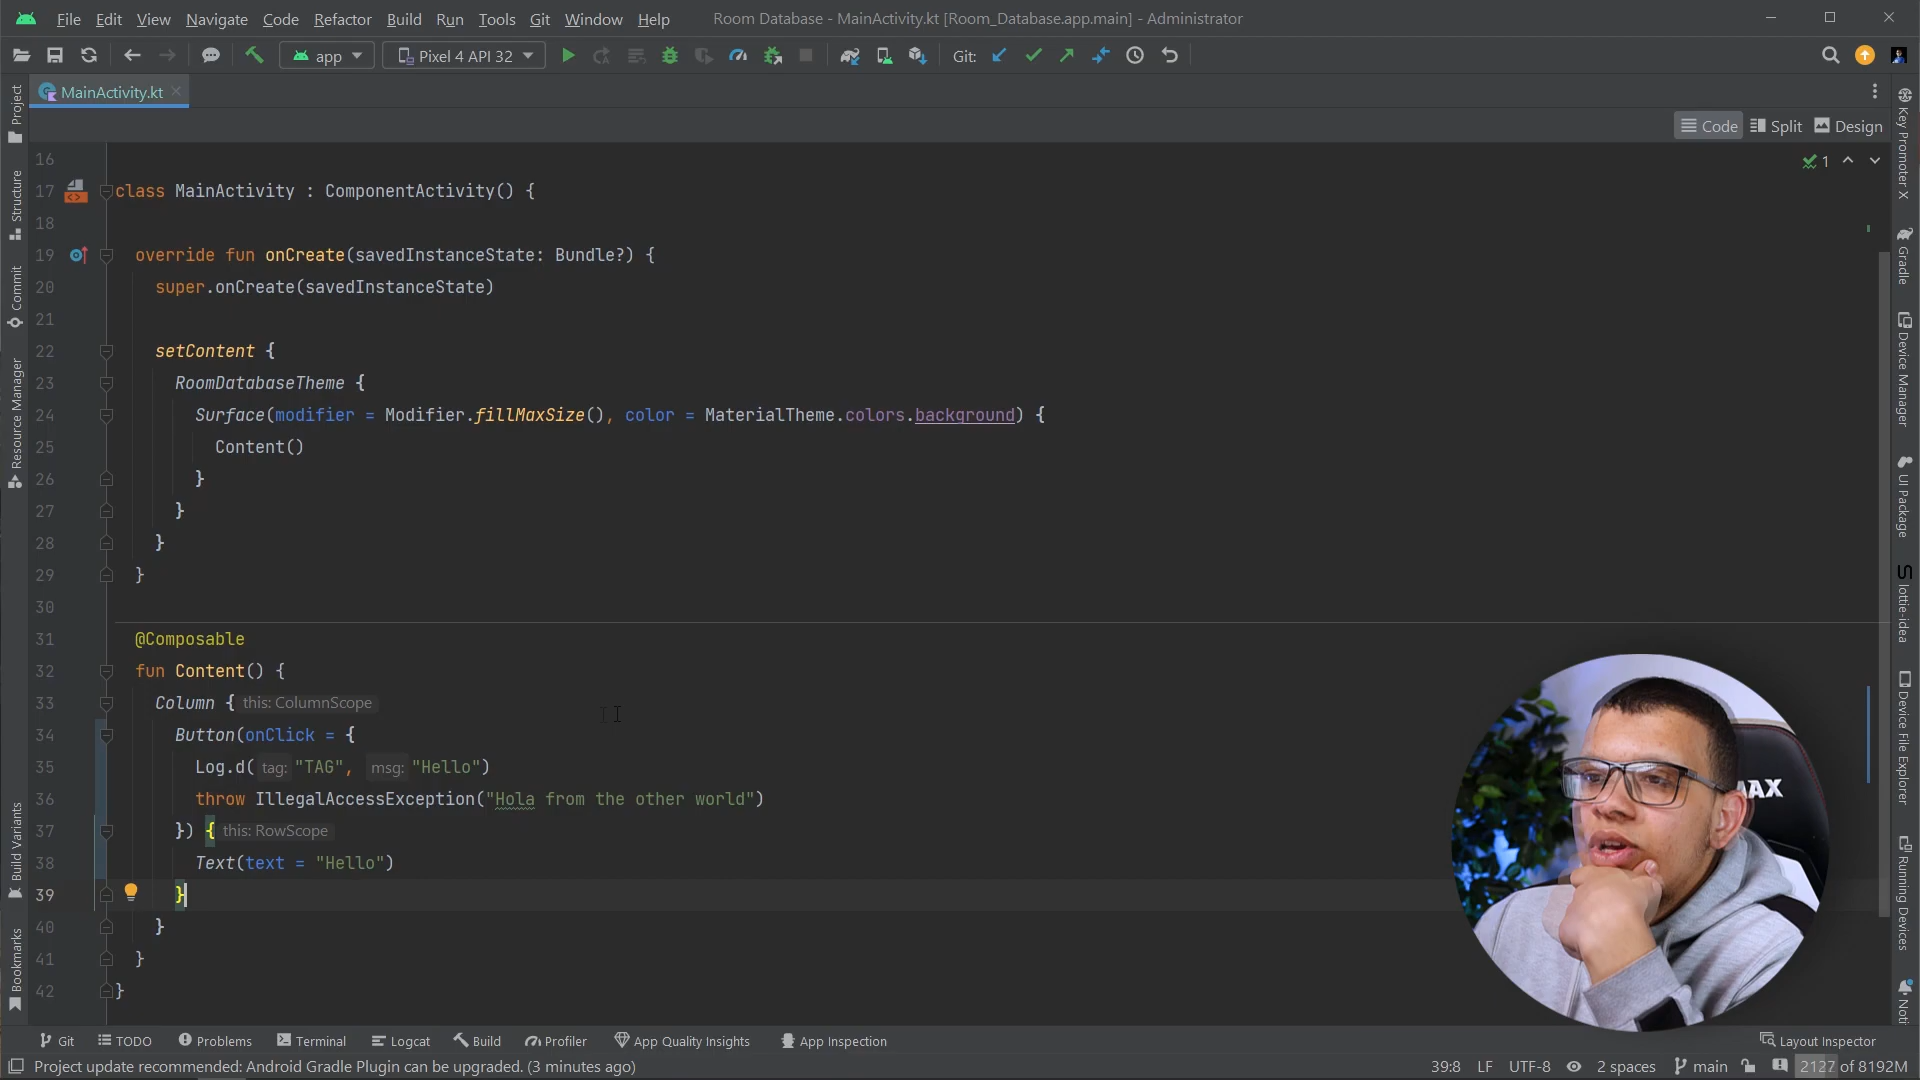 File Edit View Navigate Code Refactor Build Run Tools Git Window Help Room Database - MainActivity.kt [Room_Database.app.main] - Administrator
app Pixel 4 API 32 Git:
MainActivity.kt
Code Split Design
1
16
17 class MainActivity : ComponentActivity() {
18
19 override fun onCreate(savedInstanceState: Bundle?) {
20 super.onCreate(savedInstanceState)
21
22 setContent {
23 RoomDatabaseTheme {
24 Surface(modifier = Modifier.fillMaxSize(), color = MaterialTheme.colors.background) {
25 Content()
26 }
27 }
28 }
29 }
30
31 @Composable
32 fun Content() {
33 Column { this: ColumnScope
34 Button(onClick = {
35 Log.d( tag: "TAG", msg: "Hello")
36 throw IllegalAccessException("Hola from the other world")
37 }) { this: RowScope
38 Text(text = "Hello")
39 }
40 }
41 }
42 }
Project
Structure
Commit
Resource Manager
Build Variants
Bookmarks
Key Promoter X
Gradle
Device Manager
UI Package
lottie-idea
Device File Explorer
Running Devices
Noti
AX
Git TODO Problems Terminal Logcat Build Profiler App Quality Insights App Inspection Layout Inspector
Project update recommended: Android Gradle Plugin can be upgraded. (3 minutes ago) 39:8 LF UTF-8 2 spaces main 2127 of 8192M